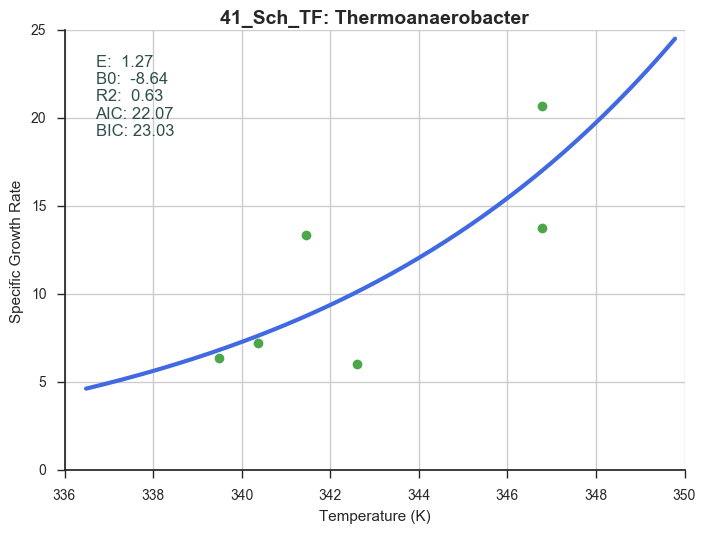 41_Sch_TF: Thermoanaerobacter
25
E:  1.27
B0:  -8.64
R2:  0.63
AIC: 22.07
BIC: 23.03
20
15
10
5
0
Specific Growth Rate
336 338 340 342 344 346 348 350
Temperature (K)